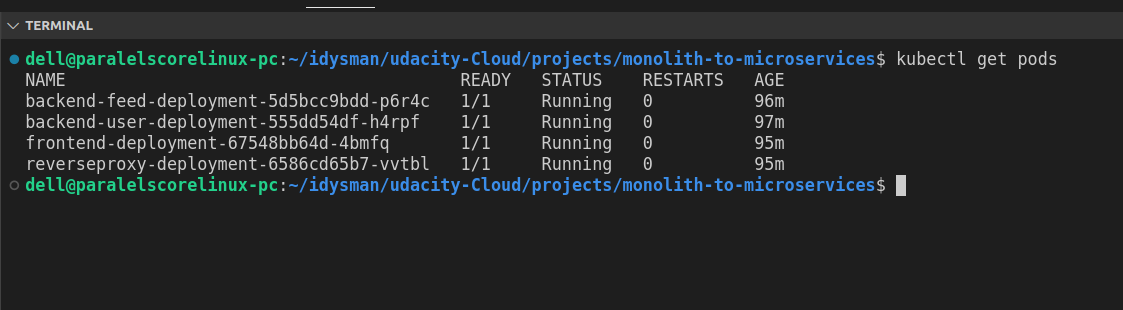 TERMINAL
dell@paralelscorelinux-pc:~/idysman/udacity-Cloud/projects/monolith-to-microservices$ kubectl get pods
NAME READY STATUS RESTARTS AGE
backend-feed-deployment-5d5bcc9bdd-p6r4c 1/1 Running 0 96m
backend-user-deployment-555dd54df-h4rpf 1/1 Running 0 97m
frontend-deployment-67548bb64d-4bmfq 1/1 Running 0 95m
reverseproxy-deployment-6586cd65b7-vvtbl 1/1 Running 0 95m
dell@paralelscorelinux-pc:~/idysman/udacity-Cloud/projects/monolith-to-microservices$